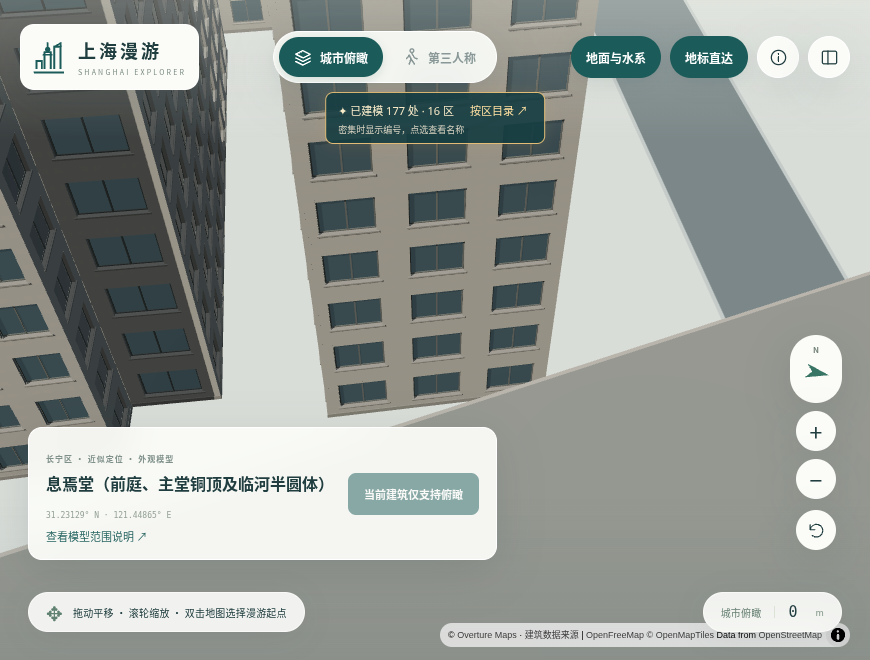 上海漫游
SHANGHAI EXPLORER
城市俯瞰
第三人称
地面与水系
地标直达
✦ 已建模 177 处 · 16 区 按区目录 ↗
密集时显示编号，点选查看名称
N
长宁区 · 近似定位 · 外观模型
息焉堂（前庭、主堂铜顶及临河半圆体）
31.23129° N · 121.44865° E
查看模型范围说明 ↗
当前建筑仅支持俯瞰
拖动平移 · 滚轮缩放 · 双击地图选择漫游起点
城市俯瞰 0 m
© Overture Maps · 建筑数据来源 | OpenFreeMap © OpenMapTiles Data from OpenStreetMap